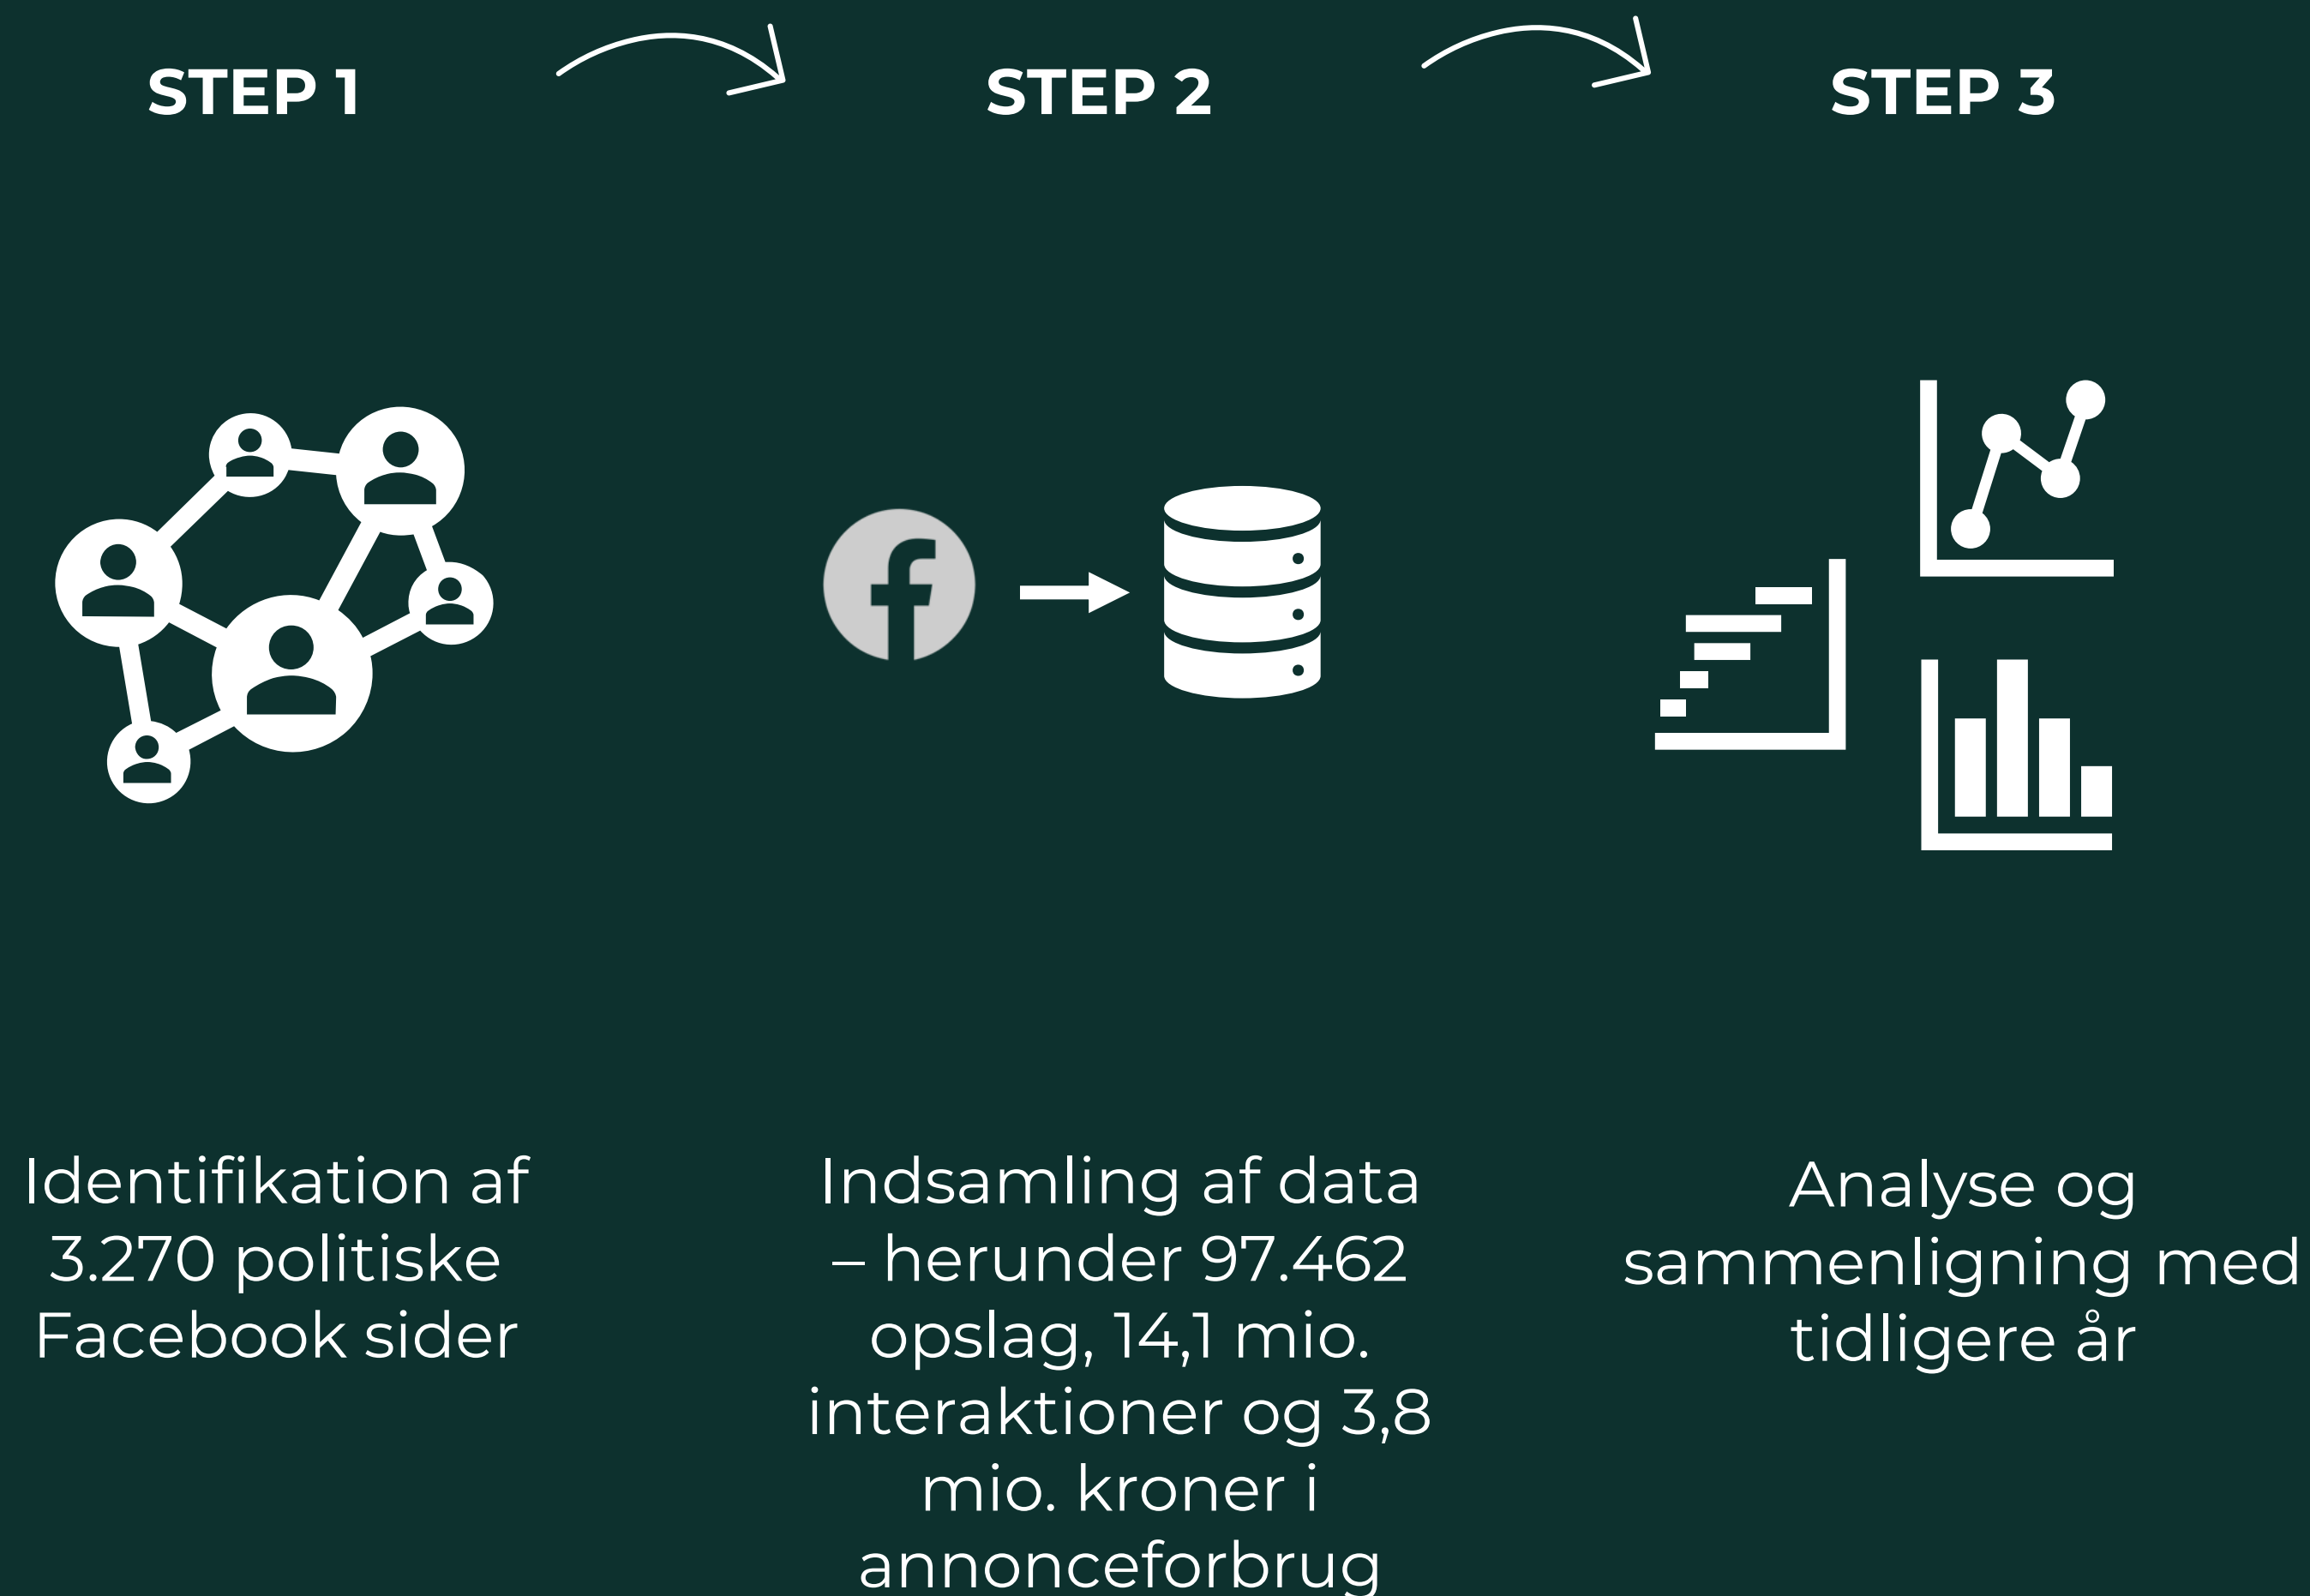 STEP 1
STEP 2
STEP 3
Identifikation af
3.270 politiske
Facebook sider
Indsamling af data
– herunder 97.462
opslag, 14,1 mio.
interaktioner og 3,8
mio. kroner i
annonceforbrug
Analyse og
sammenligning med
tidligere år